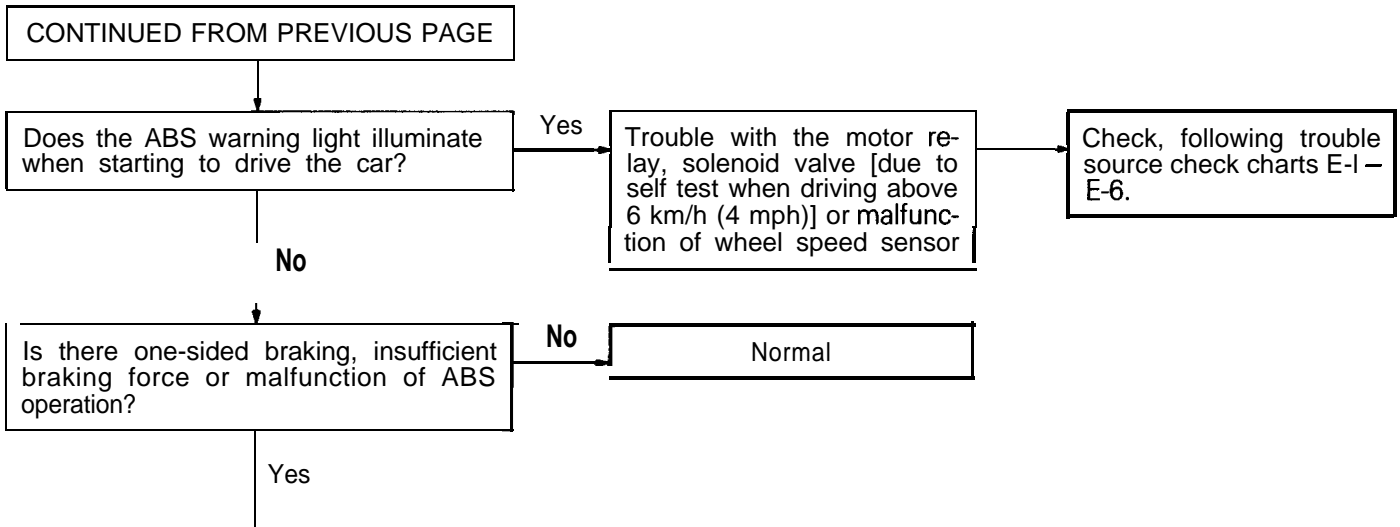 CONTINUED FROM PREVIOUS PAGE
Does the ABS warning light illuminate
when starting to drive the car?
Yes
Trouble with the motor re-
lay, solenoid valve [due to
self test when driving above
6 km/h (4 mph)] or malfunc-
tion of wheel speed sensor
Check, following trouble
source check charts E-I –
E-6.
No
Is there one-sided braking, insufficient
braking force or malfunction of ABS
operation?
No
Normal
Yes